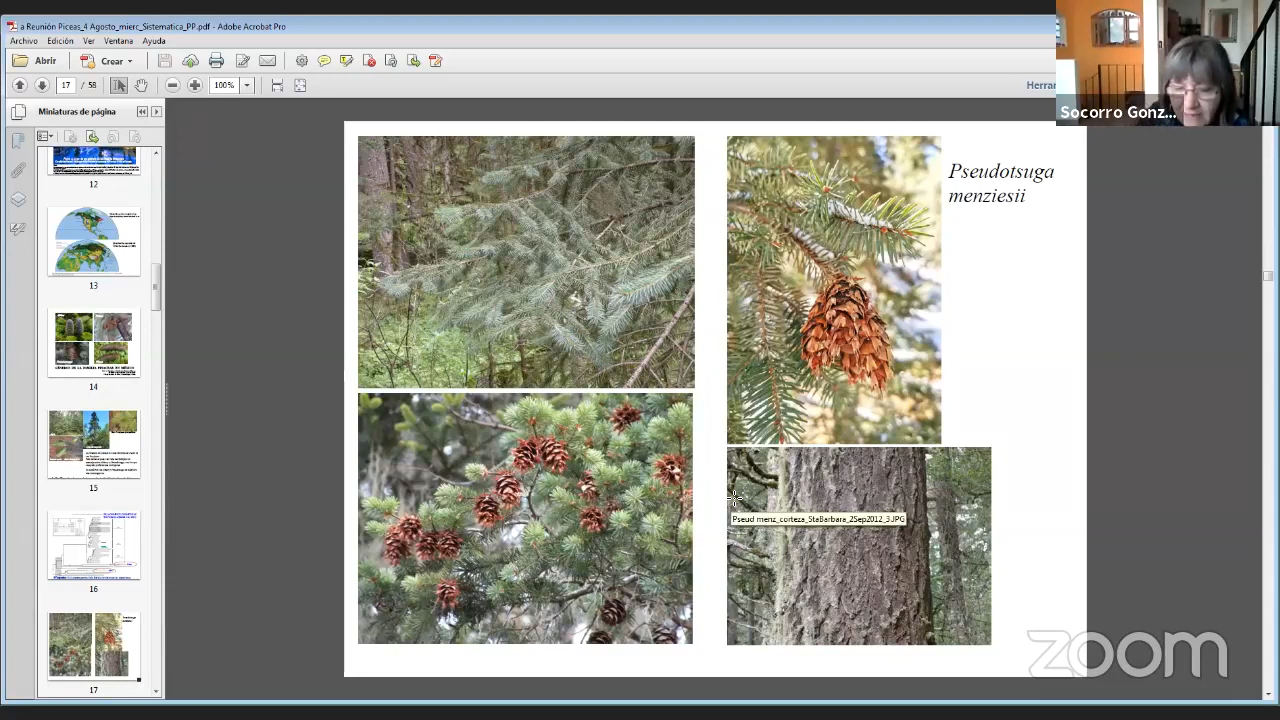 a Reunión Piceas_4 Agosto_mierc_Sistematica_PP.pdf - Adobe Acrobat Pro
Archivo Edición Ver Ventana Ayuda
Abrir Crear
17 / 58 100%
Herrar
Miniaturas de página
Socorro Gonz...
12
13
14
15
16
17
Pseudotsuga
menziesii
Pseud menz_corteza_StaBarbara_2Sep2012_3.JPG
zoom